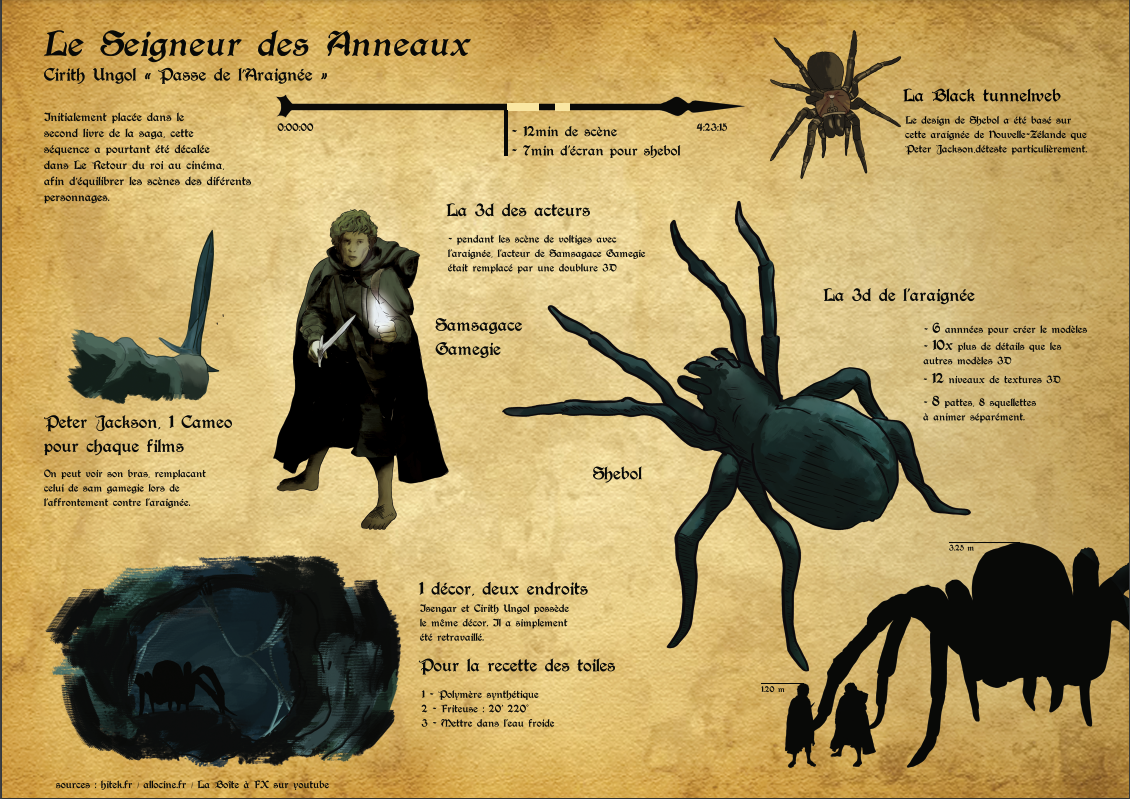 Le Seigneur des Anneaux
Cirith Ungol « Passe de l'Araignée »
Initialement placée dans le
second livre de la saga, cette
séquence a pourtant été décalée
dans Le Retour du roi au cinéma,
afin d'équilibrer les scènes des diférents
personnages.
0:00:00
4:23:15
- 12min de scène
- 7min d'écran pour shebol
La Black tunnelweb
Le design de Shebol a été basé sur
cette araignée de Nouvelle-Zélande que
Peter Jackson,déteste particulièrement.
La 3d des acteurs
- pendant les scène de voltiges avec
l'araignée, l'acteur de Samsagace Gamegie
était remplacé par une doublure 3D
Samsagace
Gamegie
La 3d de l'araignée
- 6 annnées pour créer le modèles
- 10x plus de détails que les
autres modèles 3D
- 12 niveaux de textures 3D
- 8 pattes, 8 squellettes
à animer séparément.
Peter Jackson, 1 Cameo
pour chaque films
On peut voir son bras, remplacant
celui de sam gamegie lors de
l'affrontement contre l'araignée.
Shebol
3.25 m
1.20 m
1 décor, deux endroits
Isengar et Cirith Ungol possède
le même décor. Il a simplement
été retravaillé.
Pour la recette des toiles
1 - Polymère synthétique
2 - Friteuse : 20' 220°
3 - Mettre dans l'eau froide
sources : hitek.fr / allocine.fr / La Boîte à FX sur youtube